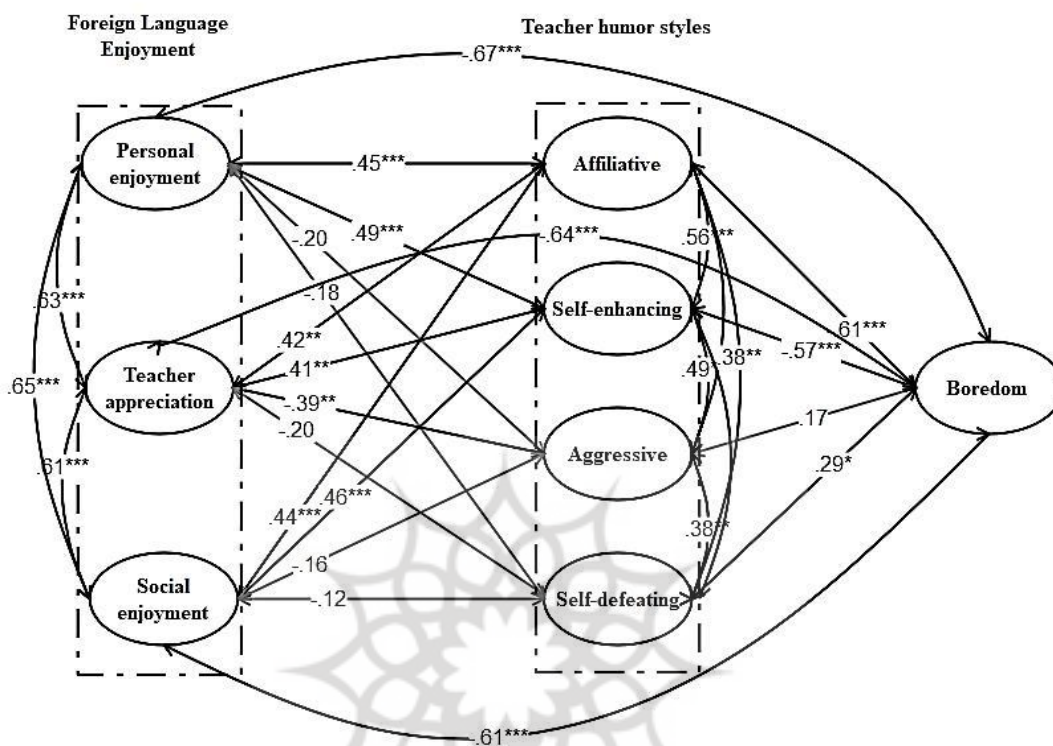 Foreign Language
Enjoyment
Teacher humor styles
-.67***
Personal
enjoyment
.45***
Affiliative
.49***
-.20
-.64***
.56***
-.18
Self-enhancing
.63***
.61***
-.57***
.42**
Teacher
appreciation
.41**
.49*
.38**
.65***
-.39**
.17
Boredom
-.20
Aggressive
.29*
.61***
.46***
.44***
.38**
-.16
Social
enjoyment
-.12
Self-defeating
-.61***